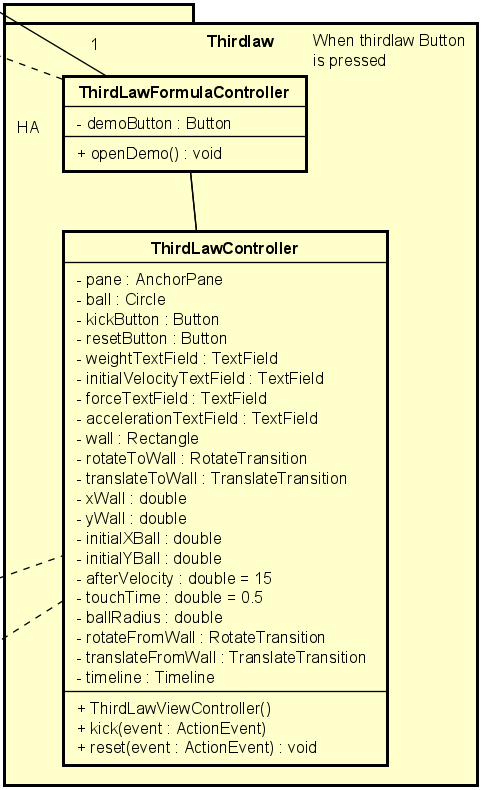 1
Thirdlaw
When thirdlaw Button
is pressed
ThirdLawFormulaController
- demoButton : Button
+ openDemo() : void
HA
ThirdLawController
- pane : AnchorPane
- ball : Circle
- kickButton : Button
- resetButton : Button
- weightTextField : TextField
- initialVelocityTextField : TextField
- forceTextField : TextField
- accelerationTextField : TextField
- wall : Rectangle
- rotateToWall : RotateTransition
- translateToWall : TranslateTransition
- xWall : double
- yWall : double
- initialXBall : double
- initialYBall : double
- afterVelocity : double = 15
- touchTime : double = 0.5
- ballRadius : double
- rotateFromWall : RotateTransition
- translateFromWall : TranslateTransition
- timeline : Timeline
+ ThirdLawViewController()
+ kick(event : ActionEvent)
+ reset(event : ActionEvent) : void